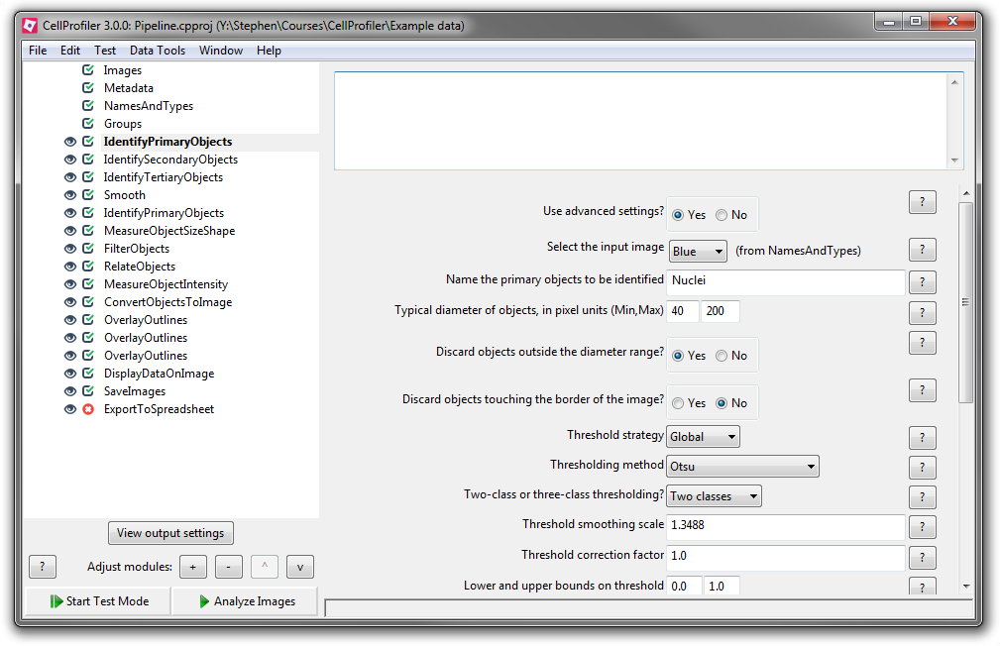 CellProfiler 3.0.0: Pipeline.cpproj (Y:\Stephen\Courses\CellProfiler\Example data)
File Edit Test Data Tools Window Help
Images
Metadata
NamesAndTypes
Groups
IdentifyPrimaryObjects
IdentifySecondaryObjects
IdentifyTertiaryObjects
Smooth
IdentifyPrimaryObjects
MeasureObjectSizeShape
FilterObjects
RelateObjects
MeasureObjectIntensity
ConvertObjectsToImage
OverlayOutlines
OverlayOutlines
OverlayOutlines
DisplayDataOnImage
SaveImages
ExportToSpreadsheet
View output settings
? Adjust modules: + - ^ v
Start Test Mode Analyze Images
Use advanced settings? Yes No ?
Select the input image Blue (from NamesAndTypes) ?
Name the primary objects to be identified Nuclei ?
Typical diameter of objects, in pixel units (Min,Max) 40 200 ?
Discard objects outside the diameter range? Yes No ?
Discard objects touching the border of the image? Yes No ?
Threshold strategy Global ?
Thresholding method Otsu ?
Two-class or three-class thresholding? Two classes ?
Threshold smoothing scale 1.3488 ?
Threshold correction factor 1.0 ?
Lower and upper bounds on threshold 0.0 1.0 ?